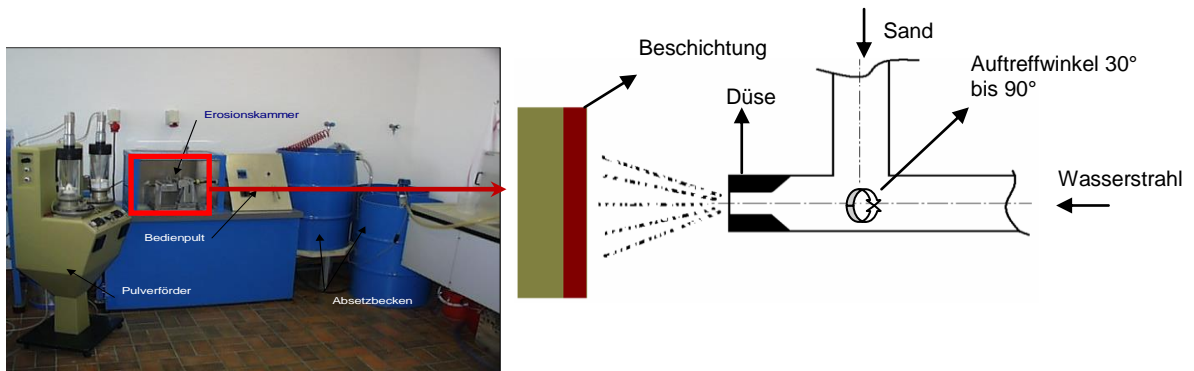 Erosionskammer
Bedienpult
Pulverförder
Absetzbecken
Beschichtung
Düse
Sand
Auftreffwinkel 30°
bis 90°
Wasserstrahl